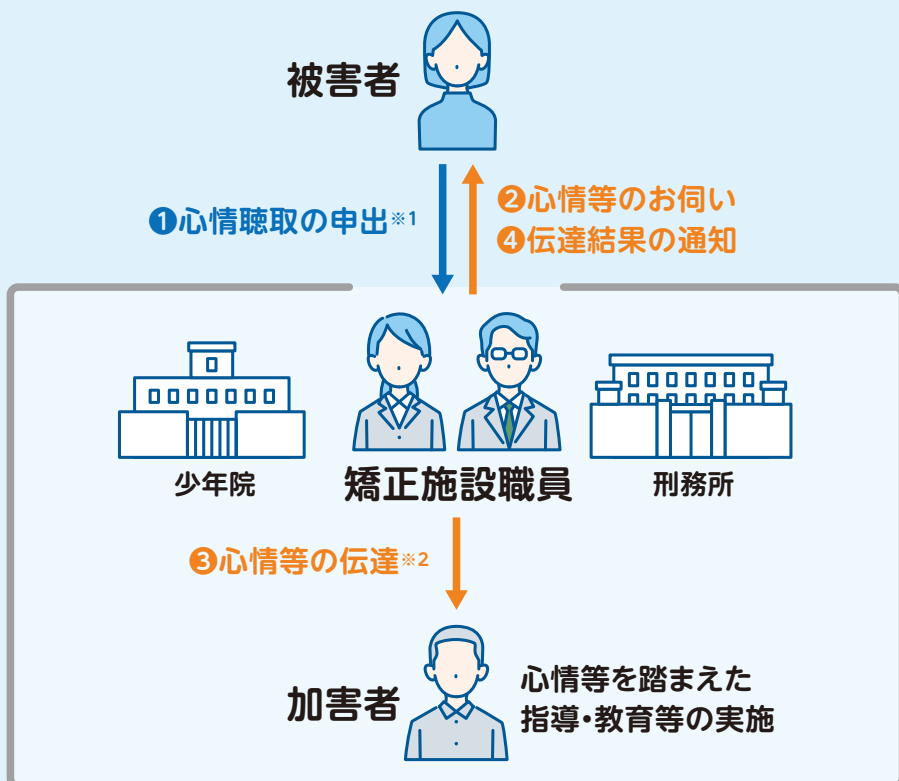 被害者
❶心情聴取の申出※1
❷心情等のお伺い
❹伝達結果の通知
少年院
矯正施設職員
刑務所
❸心情等の伝達※2
加害者
心情等を踏まえた
指導・教育等の実施